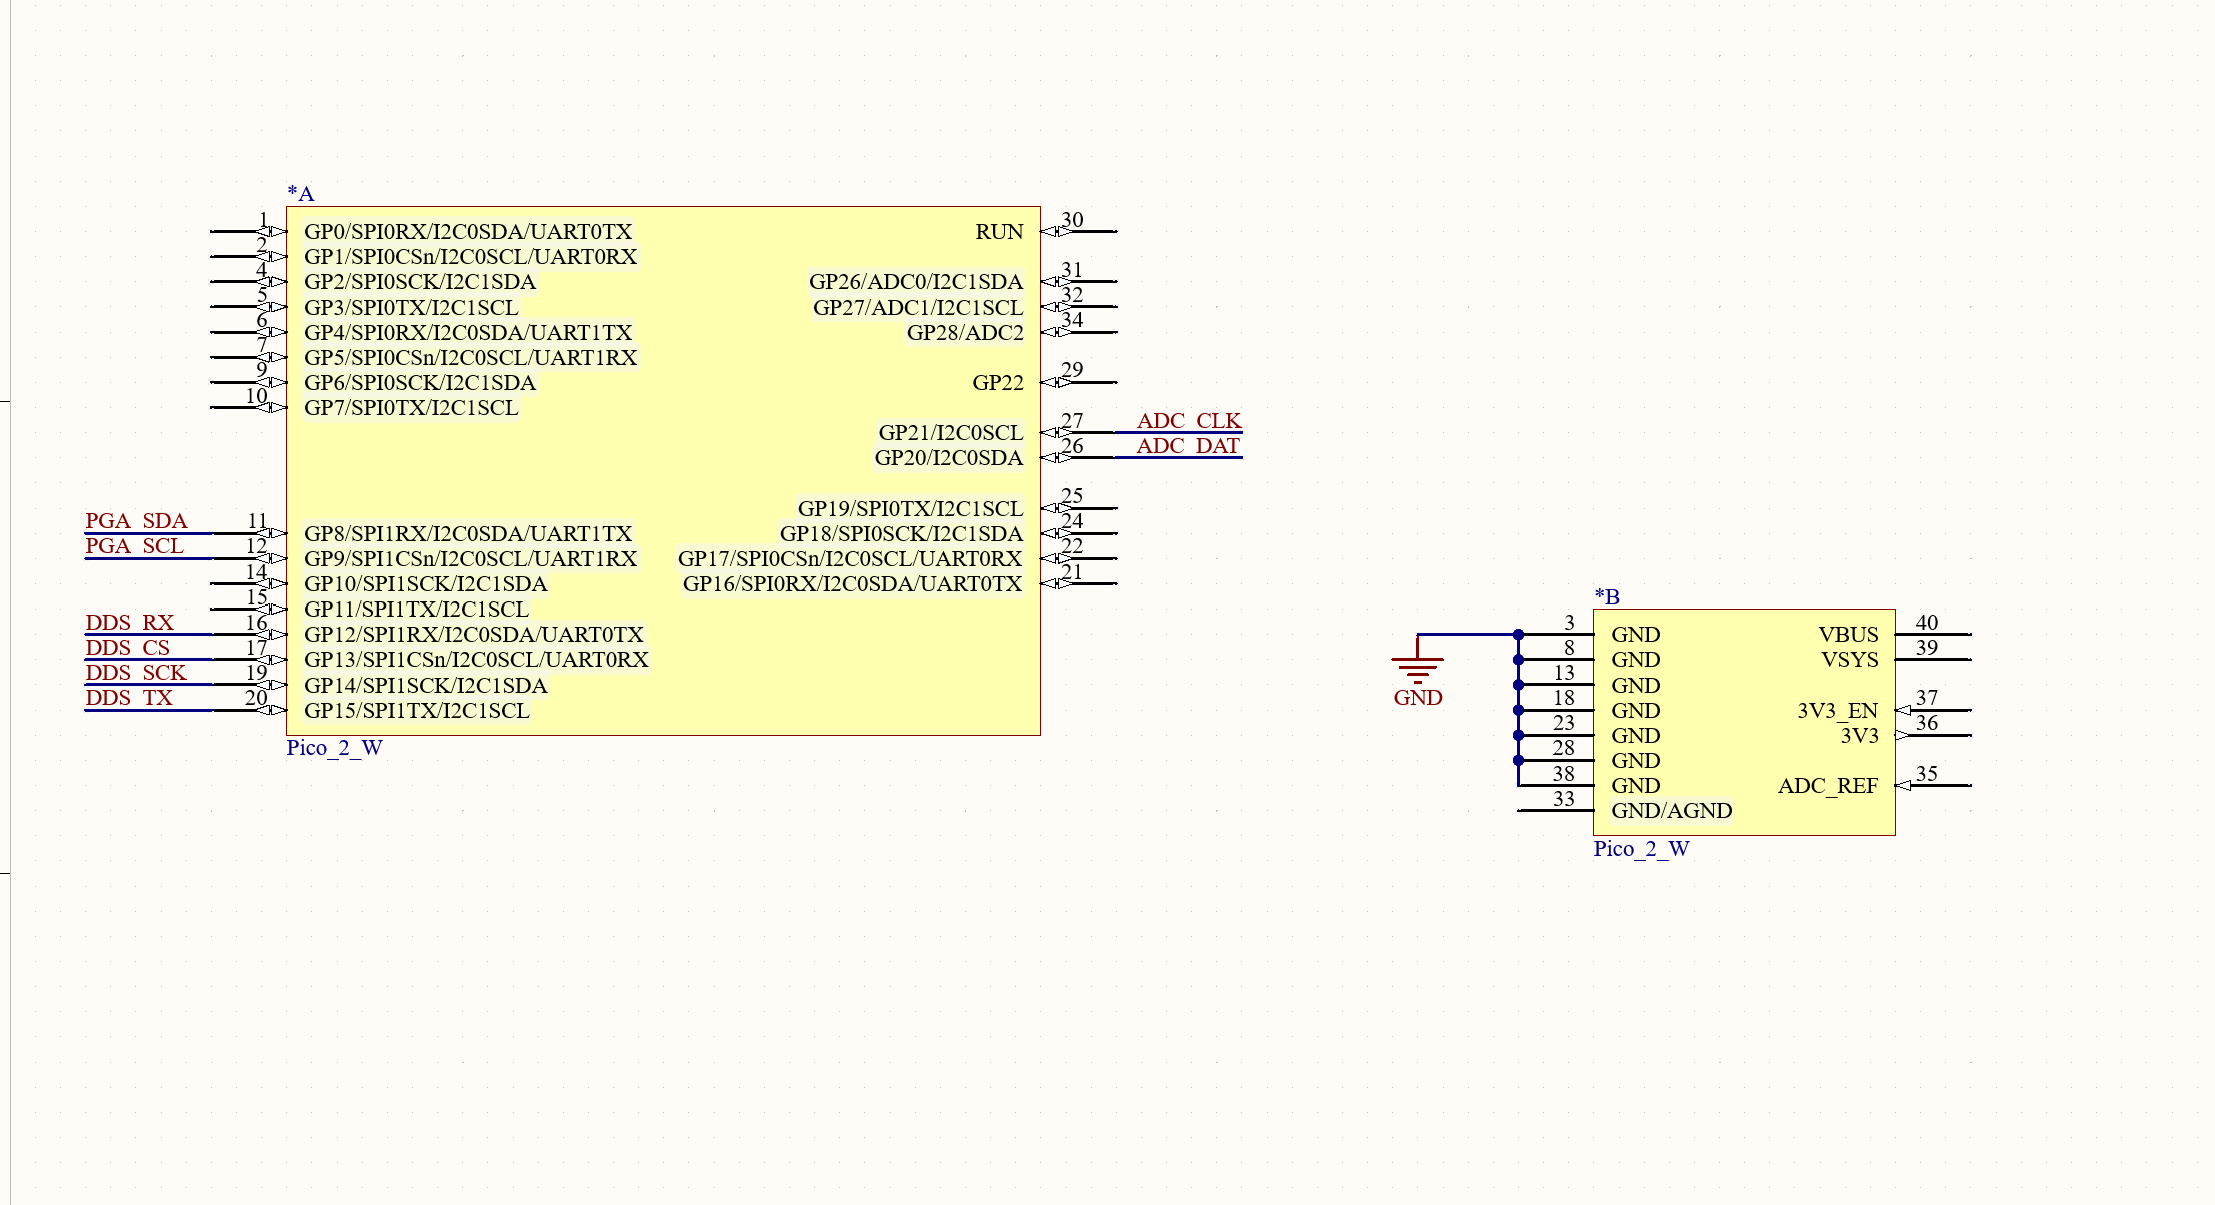 *A
1 GP0/SPI0RX/I2C0SDA/UART0TX
2 GP1/SPI0CSn/I2C0SCL/UART0RX
4 GP2/SPI0SCK/I2C1SDA
5 GP3/SPI0TX/I2C1SCL
6 GP4/SPI0RX/I2C0SDA/UART1TX
7 GP5/SPI0CSn/I2C0SCL/UART1RX
9 GP6/SPI0SCK/I2C1SDA
10 GP7/SPI0TX/I2C1SCL
PGA_SDA 11 GP8/SPI1RX/I2C0SDA/UART1TX
PGA_SCL 12 GP9/SPI1CSn/I2C0SCL/UART1RX
14 GP10/SPI1SCK/I2C1SDA
15 GP11/SPI1TX/I2C1SCL
DDS_RX 16 GP12/SPI1RX/I2C0SDA/UART0TX
DDS_CS 17 GP13/SPI1CSn/I2C0SCL/UART0RX
DDS_SCK 19 GP14/SPI1SCK/I2C1SDA
DDS_TX 20 GP15/SPI1TX/I2C1SCL
RUN 30
GP26/ADC0/I2C1SDA 31
GP27/ADC1/I2C1SCL 32
GP28/ADC2 34
GP22 29
GP21/I2C0SCL 27 ADC_CLK
GP20/I2C0SDA 26 ADC_DAT
GP19/SPI0TX/I2C1SCL 25
GP18/SPI0SCK/I2C1SDA 24
GP17/SPI0CSn/I2C0SCL/UART0RX 22
GP16/SPI0RX/I2C0SDA/UART0TX 21
Pico_2_W
*B
GND
3 GND
8 GND
13 GND
18 GND
23 GND
28 GND
38 GND
33 GND/AGND
VBUS 40
VSYS 39
3V3_EN 37
3V3 36
ADC_REF 35
Pico_2_W